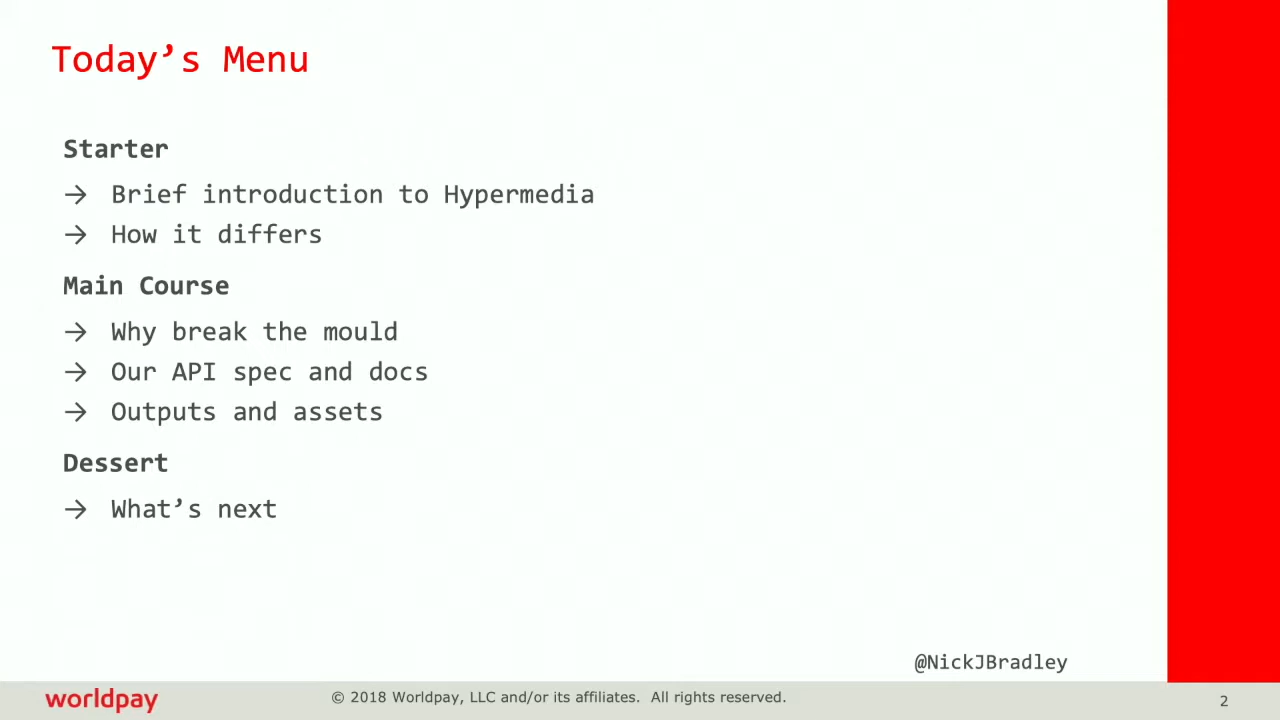 Today’s Menu
Starter
→ Brief introduction to Hypermedia
→ How it differs
Main Course
→ Why break the mould
→ Our API spec and docs
→ Outputs and assets
Dessert
→ What’s next
@NickJBradley
worldpay
© 2018 Worldpay, LLC and/or its affiliates. All rights reserved.
2